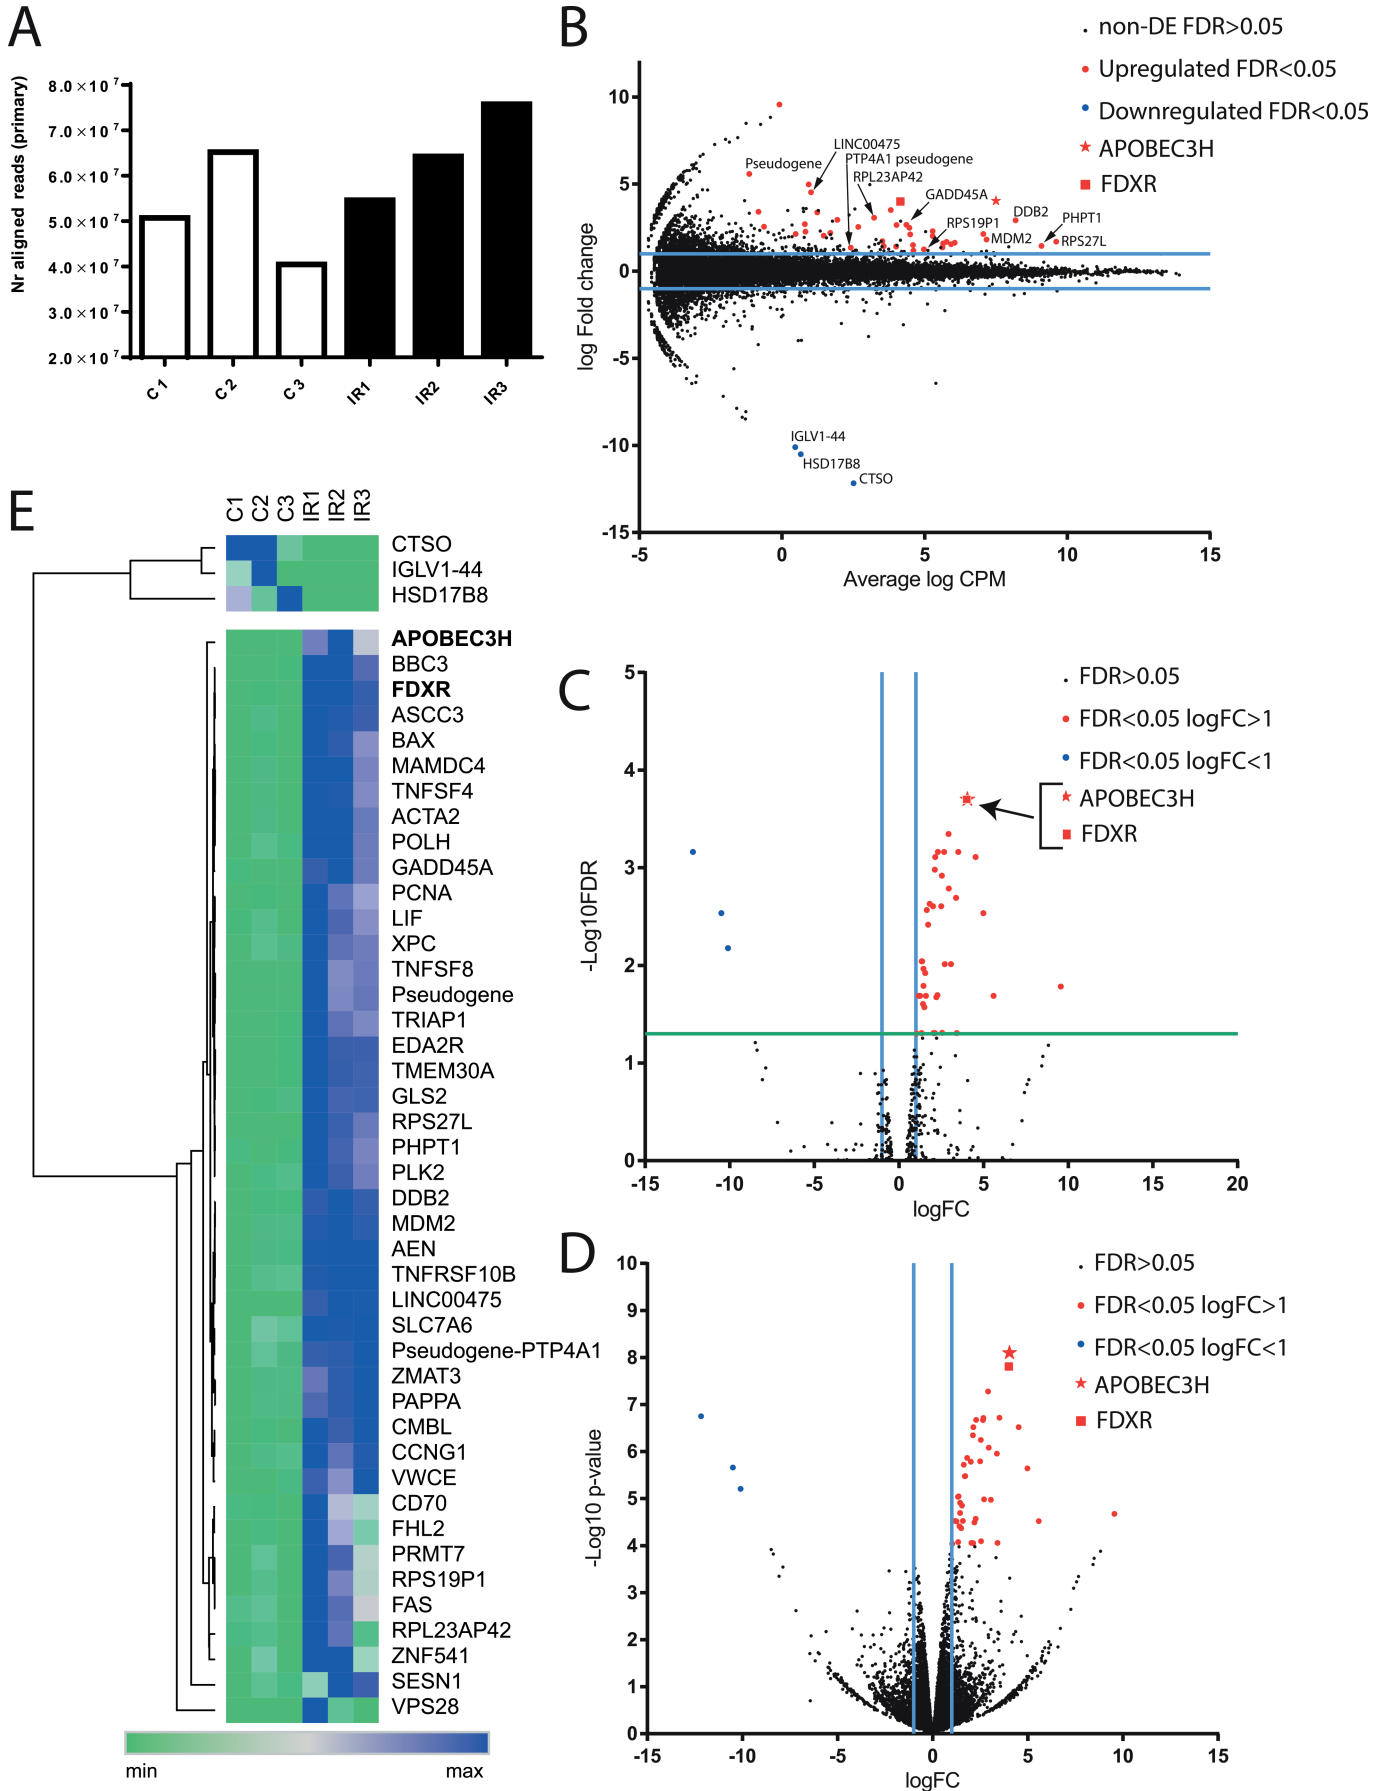 A
Nr aligned reads (primary)
8.0×10⁷
7.0×10⁷
6.0×10⁷
5.0×10⁷
4.0×10⁷
3.0×10⁷
2.0×10⁷
C1
C2
C3
IR1
IR2
IR3
B
non-DE FDR>0.05
Upregulated FDR<0.05
Downregulated FDR<0.05
APOBEC3H
FDXR
log Fold change
10
5
0
-5
-10
-15
LINC00475
Pseudogene
PTP4A1 pseudogene
RPL23AP42
GADD45A
DDB2
PHPT1
RPS19P1
MDM2
RPS27L
IGLV1-44
HSD17B8
CTSO
-5
0
5
10
15
Average log CPM
C
FDR>0.05
FDR<0.05 logFC>1
FDR<0.05 logFC<1
APOBEC3H
FDXR
-Log10FDR
5
4
3
2
1
0
-15
-10
-5
0
5
10
15
20
logFC
D
FDR>0.05
FDR<0.05 logFC>1
FDR<0.05 logFC<1
APOBEC3H
FDXR
-Log10 p-value
10
9
8
7
6
5
4
3
2
1
0
-15
-10
-5
0
5
10
15
logFC
E
C1
C2
C3
IR1
IR2
IR3
CTSO
IGLV1-44
HSD17B8
APOBEC3H
BBC3
FDXR
ASCC3
BAX
MAMDC4
TNFSF4
ACTA2
POLH
GADD45A
PCNA
LIF
XPC
TNFSF8
Pseudogene
TRIAP1
EDA2R
TMEM30A
GLS2
RPS27L
PHPT1
PLK2
DDB2
MDM2
AEN
TNFRSF10B
LINC00475
SLC7A6
Pseudogene-PTP4A1
ZMAT3
PAPPA
CMBL
CCNG1
VWCE
CD70
FHL2
PRMT7
RPS19P1
FAS
RPL23AP42
ZNF541
SESN1
VPS28
min
max